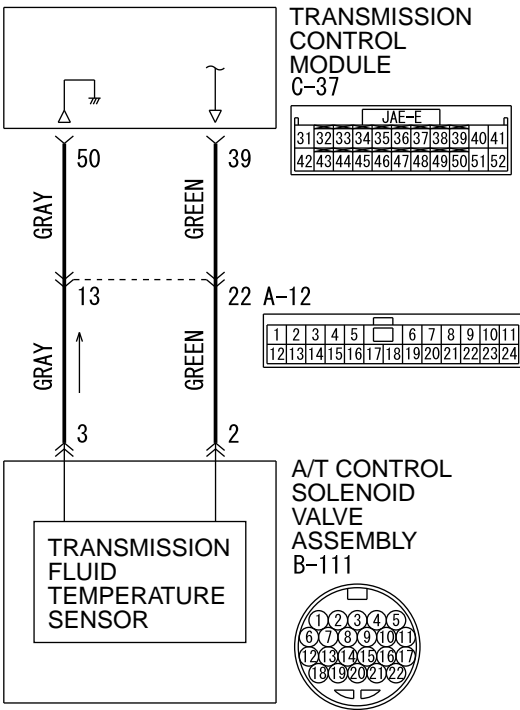 TRANSMISSION
CONTROL
MODULE
C-37
JAE-E
31 32 33 34 35 36 37 38 39 40 41
42 43 44 45 46 47 48 49 50 51 52
50 39
GRAY GREEN
13 22 A-12
1 2 3 4 5 6 7 8 9 10 11
12 13 14 15 16 17 18 19 20 21 22 23 24
GRAY GREEN
3 2
A/T CONTROL
SOLENOID
VALVE
ASSEMBLY
B-111
TRANSMISSION
FLUID
TEMPERATURE
SENSOR
1 2 3 4 5
6 7 8 9 10 11
12 13 14 15 16 17
18 19 20 21 22